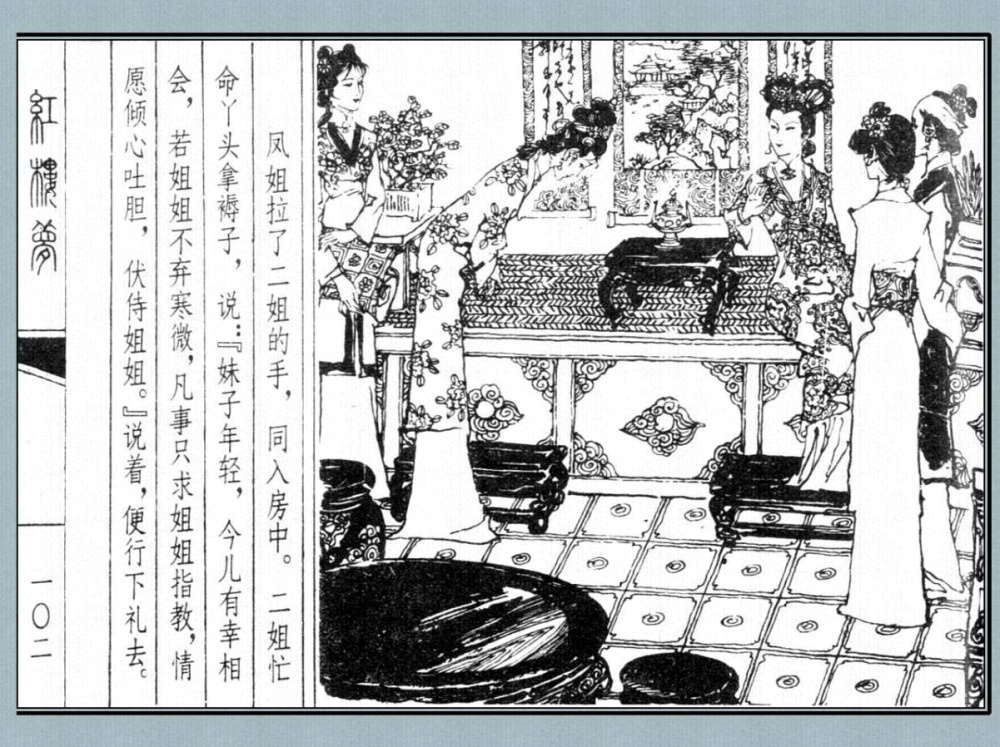 凤姐拉了二姐的手，同入房中。二姐忙
命丫头拿褥子，说：『妹子年轻，今儿有幸相
会，若姐姐不弃寒微，凡事只求姐姐指教，情
愿倾心吐胆，伏侍姐姐。』说着，便行下礼去。
紅樓夢
一〇二